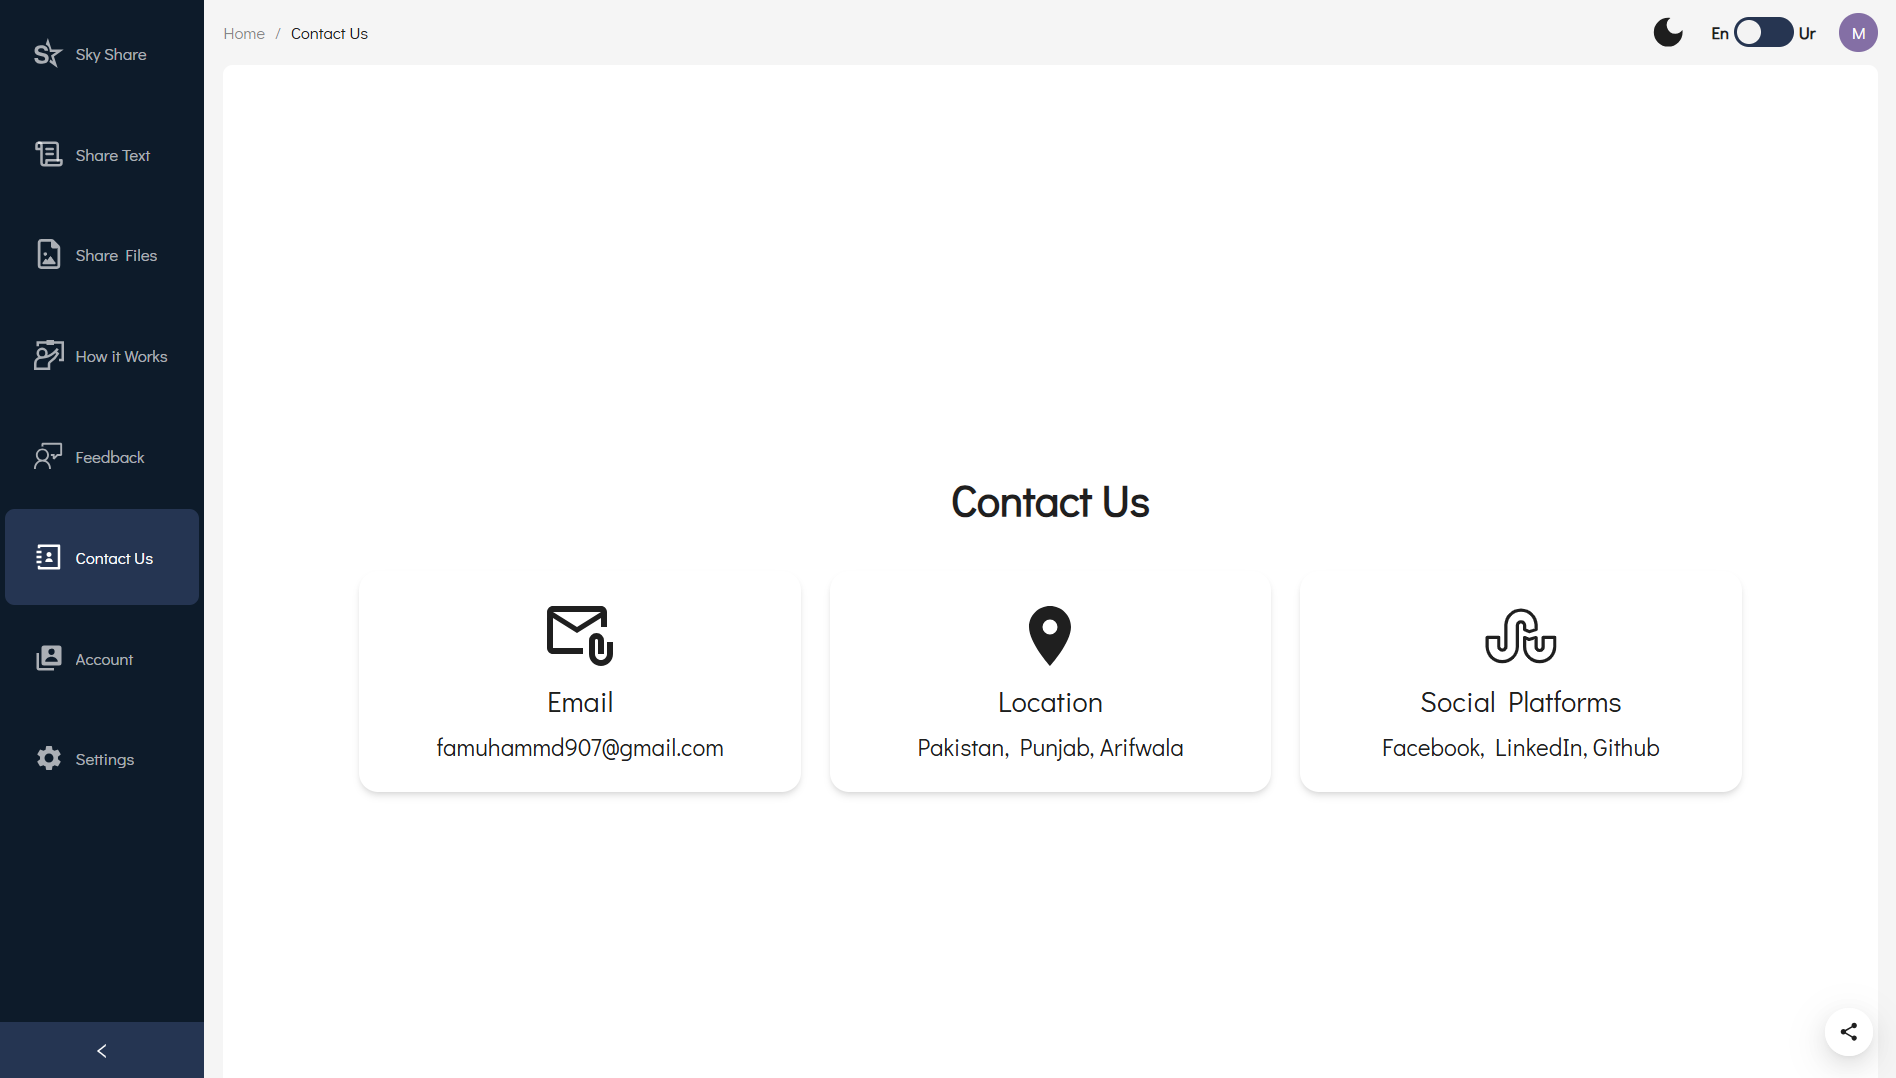 Sky Share
Share Text
Share Files
How it Works
Feedback
Contact Us
Account
Settings
Home / Contact Us
En Ur
M
Contact Us
Email
famuhammd907@gmail.com
Location
Pakistan, Punjab, Arifwala
Social Platforms
Facebook, LinkedIn, Github